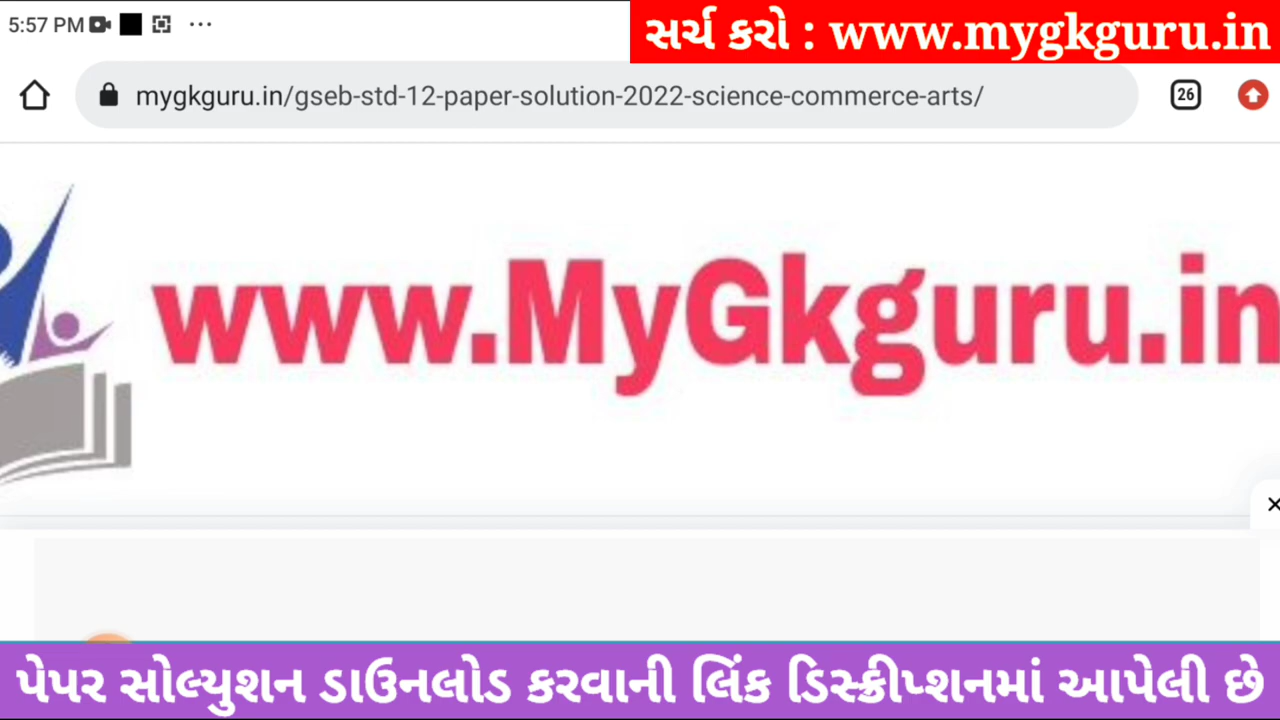 5:57 PM
સર્ચ કરો : www.mygkguru.in
mygkguru.in/gseb-std-12-paper-solution-2022-science-commerce-arts/
26
www.MyGkguru.in
પેપર સોલ્યુશન ડાઉનલોડ કરવાની લિંક ડિસ્ક્રીપ્શનમાં આપેલી છે